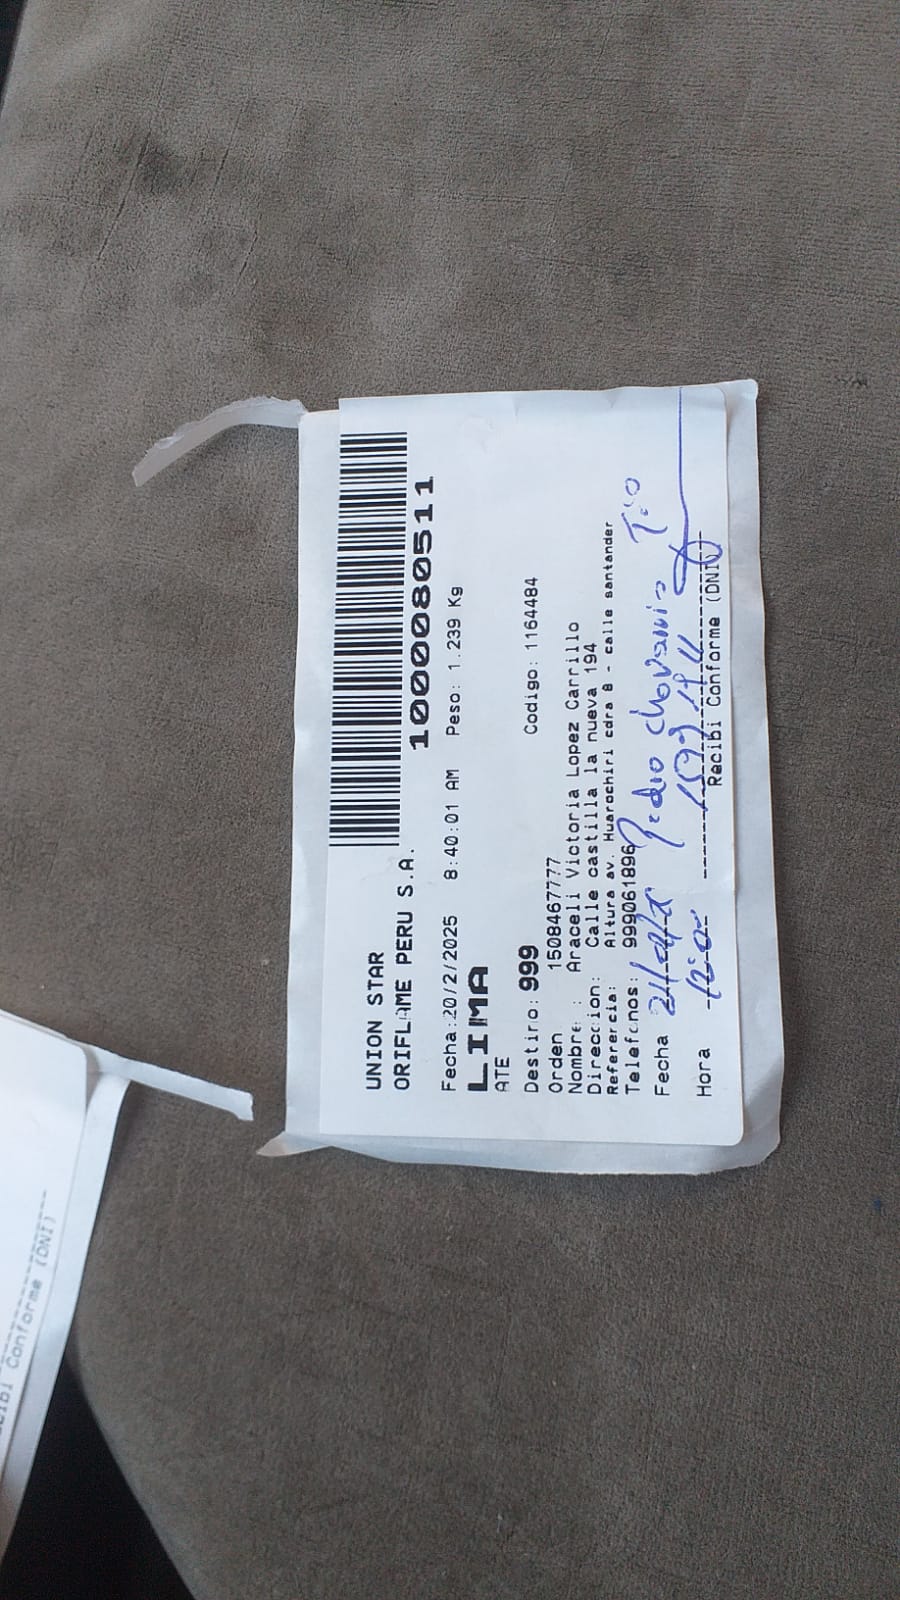 UNION STAR
ORIFLAME PERU S.A.
1000080511
Fecha:20/2/2025 8:40:01 AM Peso: 1.239 Kg
LIMA
ATE
Destino: 999 Codigo: 1164484
Orden 1508467777
Nombre : Araceli Victoria Lopez Carrillo
Direccion: Calle castilla la nueva 194
Referencia: Altura av. Huarochiri cdra 8 - calle santander
Telefonos: 999061896
Fecha Pedro
Hora
Recibi Conforme (DNI)
Conforme (DNI)